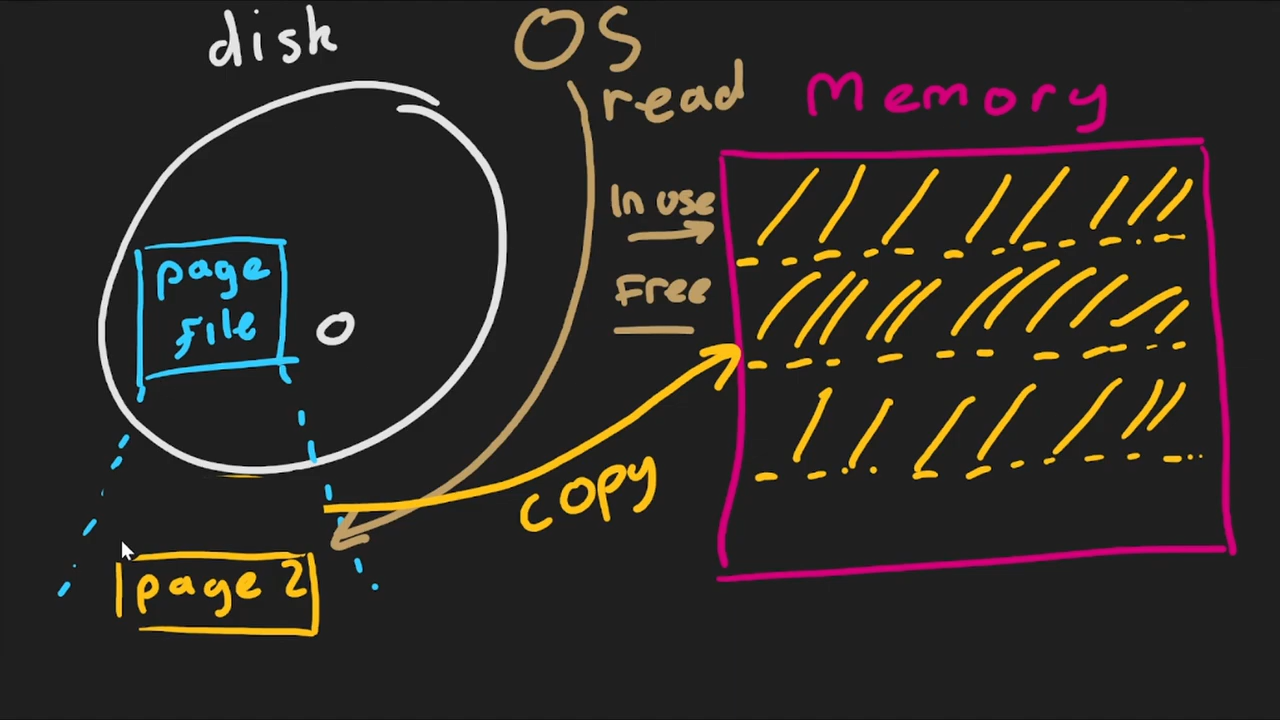 disk
OS
read
Memory
In use
Free
page
file
copy
page 2